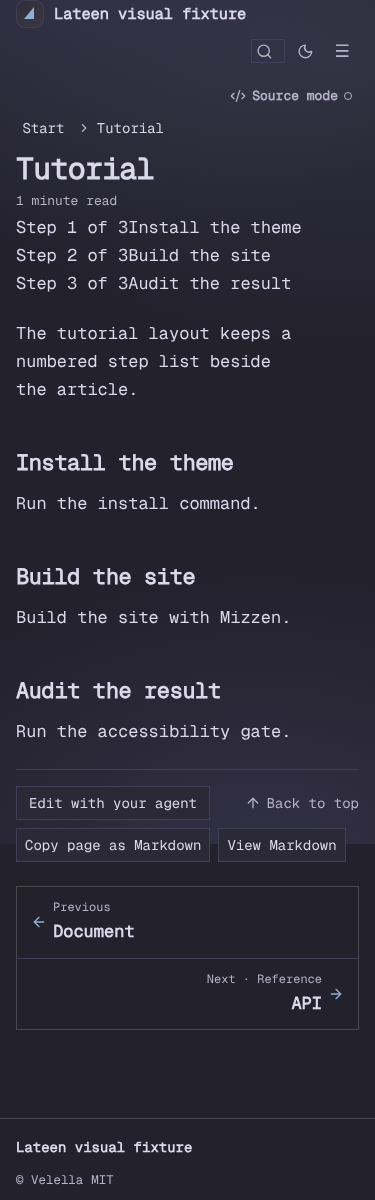 Lateen visual fixture
Source mode
Start > Tutorial
Tutorial
1 minute read
Step 1 of 3Install the theme
Step 2 of 3Build the site
Step 3 of 3Audit the result
The tutorial layout keeps a
numbered step list beside
the article.
Install the theme
Run the install command.
Build the site
Build the site with Mizzen.
Audit the result
Run the accessibility gate.
Edit with your agent
↑ Back to top
Copy page as Markdown
View Markdown
Previous
← Document
Next · Reference
API →
Lateen visual fixture
© Velella MIT